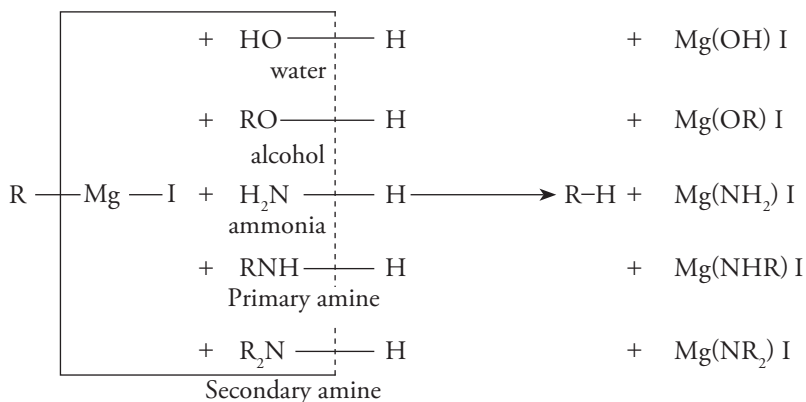 + HO — H + Mg(OH) I
water
+ RO — H + Mg(OR) I
alcohol
R — Mg — I + H₂N — H → R–H + Mg(NH₂) I
ammonia
+ RNH — H + Mg(NHR) I
Primary amine
+ R₂N — H + Mg(NR₂) I
Secondary amine